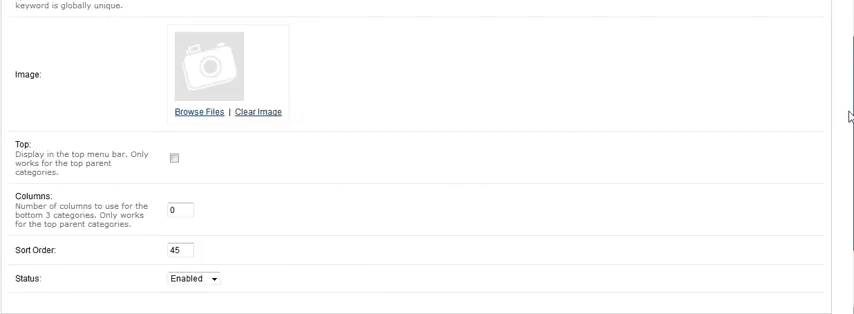 keyword is globally unique.
Image:
Browse Files | Clear Image
Top:
Display in the top menu bar. Only
works for the top parent
categories.
Columns:
Number of columns to use for the
bottom 3 categories. Only works
for the top parent categories.
0
Sort Order:
45
Status:
Enabled